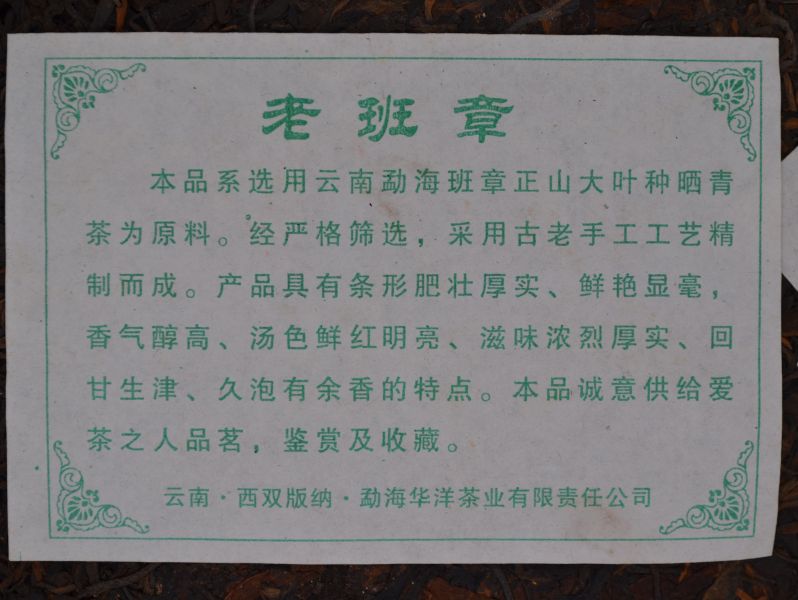 老班章
本品系选用云南勐海班章正山大叶种晒青
茶为原料。经严格筛选，采用古老手工工艺精
制而成。产品具有条形肥壮厚实、鲜艳显毫，
香气醇高、汤色鲜红明亮、滋味浓烈厚实、回
甘生津、久泡有余香的特点。本品诚意供给爱
茶之人品茗，鉴赏及收藏。
云南·西双版纳·勐海华洋茶业有限责任公司